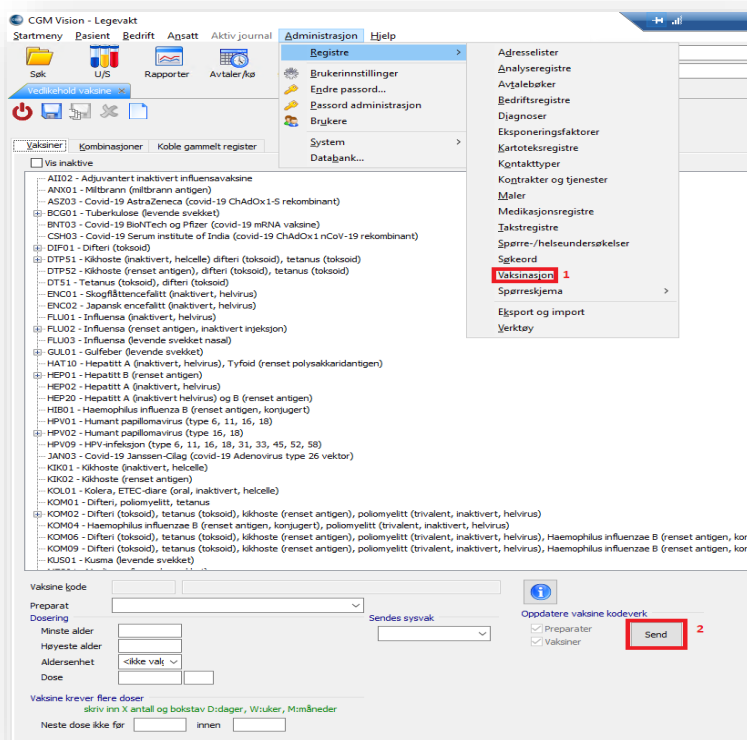 CGM Vision - Legevakt
Startmeny Pasient Bedrift Ansatt Aktiv journal Administrasjon Hjelp
Søk U/S Rapporter Avtaler/kø
Vedlikehold vaksine
Registre
Brukerinnstillinger
Endre passord...
Passord administrasjon
Brukere
System
Databank...
Adresselister
Analyseregistre
Avtalebøker
Bedriftsregistre
Diagnoser
Eksponeringsfaktorer
Kartoteksregistre
Kontakttyper
Kontrakter og tjenester
Maler
Medikasjonsregistre
Takstregistre
Spørre-/helseundersøkelser
Søkeord
Vaksinasjon 1
Spørreskjema
Eksport og import
Verktøy
Vaksiner Kombinasjoner Koble gammelt register
Vis inaktive
AII02 - Adjuvantert inaktivert influensavaksine
ANX01 - Miltbrann (miltbrann antigen)
ASZ03 - Covid-19 AstraZeneca (covid-19 ChAdOx1-S rekombinant)
BCG01 - Tuberkulose (levende svekket)
BNT03 - Covid-19 BioNTech og Pfizer (covid-19 mRNA vaksine)
CSH03 - Covid-19 Serum institute of India (covid-19 ChAdOx1 nCoV-19 rekombinant)
DIF01 - Difteri (toksoid)
DTP51 - Kikhoste (inaktivert, helcelle) difteri (toksoid), tetanus (toksoid)
DTP52 - Kikhoste (renset antigen), difteri (toksoid), tetanus (toksoid)
DT51 - Tetanus (toksoid), difteri (toksoid)
ENC01 - Skogflåttencefalitt (inaktivert, helvirus)
ENC02 - Japansk encefalitt (inaktivert, helvirus)
FLU01 - Influensa (inaktivert, helvirus)
FLU02 - Influensa (renset antigen, inaktivert injeksjon)
FLU03 - Influensa (levende svekket nasal)
GUL01 - Gulfeber (levende svekket)
HAT10 - Hepatitt A (inaktivert, helvirus), Tyfoid (renset polysakkaridantigen)
HEP01 - Hepatitt B (renset antigen)
HEP02 - Hepatitt A (inaktivert, helvirus)
HEP20 - Hepatitt A (inaktivert helvirus) og B (renset antigen)
HIB01 - Haemophilus influenza B (renset antigen, konjugert)
HPV01 - Humant papillomavirus (type 6, 11, 16, 18)
HPV02 - Humant papillomavirus (type 16, 18)
HPV09 - HPV-infeksjon (type 6, 11, 16, 18, 31, 33, 45, 52, 58)
JAN03 - Covid-19 Janssen-Cilag (covid-19 Adenovirus type 26 vektor)
KIK01 - Kikhoste (inaktivert, helcelle)
KIK02 - Kikhoste (renset antigen)
KOL01 - Kolera, ETEC-diare (oral, inaktivert, helcelle)
KOM01 - Difteri, poliomyelitt, tetanus
KOM02 - Difteri (toksoid), tetanus (toksoid), kikhoste (renset antigen), poliomyelitt (trivalent, inaktivert, helvirus)
KOM04 - Haemophilus influenzae B (renset antigen, konjugert), poliomyelitt (trivalent, inaktivert, helvirus)
KOM06 - Difteri (toksoid), tetanus (toksoid), kikhoste (renset antigen), poliomyelitt (trivalent, inaktivert, helvirus), Haemophilus influenzae B (renset antigen, kon
KOM09 - Difteri (toksoid), tetanus (toksoid), kikhoste (renset antigen), poliomyelitt (trivalent, inaktivert, helvirus), Haemophilus influenzae B (renset antigen, kor
KUS01 - Kusma (levende svekket)
Vaksine kode
Preparat
Dosering
Minste alder
Høyeste alder
Aldersenhet <ikke valg
Dose
Sendes sysvak
Oppdatere vaksine kodeverk
Preparater
Vaksiner
Send 2
Vaksine krever flere doser
skriv inn X antall og bokstav D:dager, W:uker, M:måneder
Neste dose ikke før innen